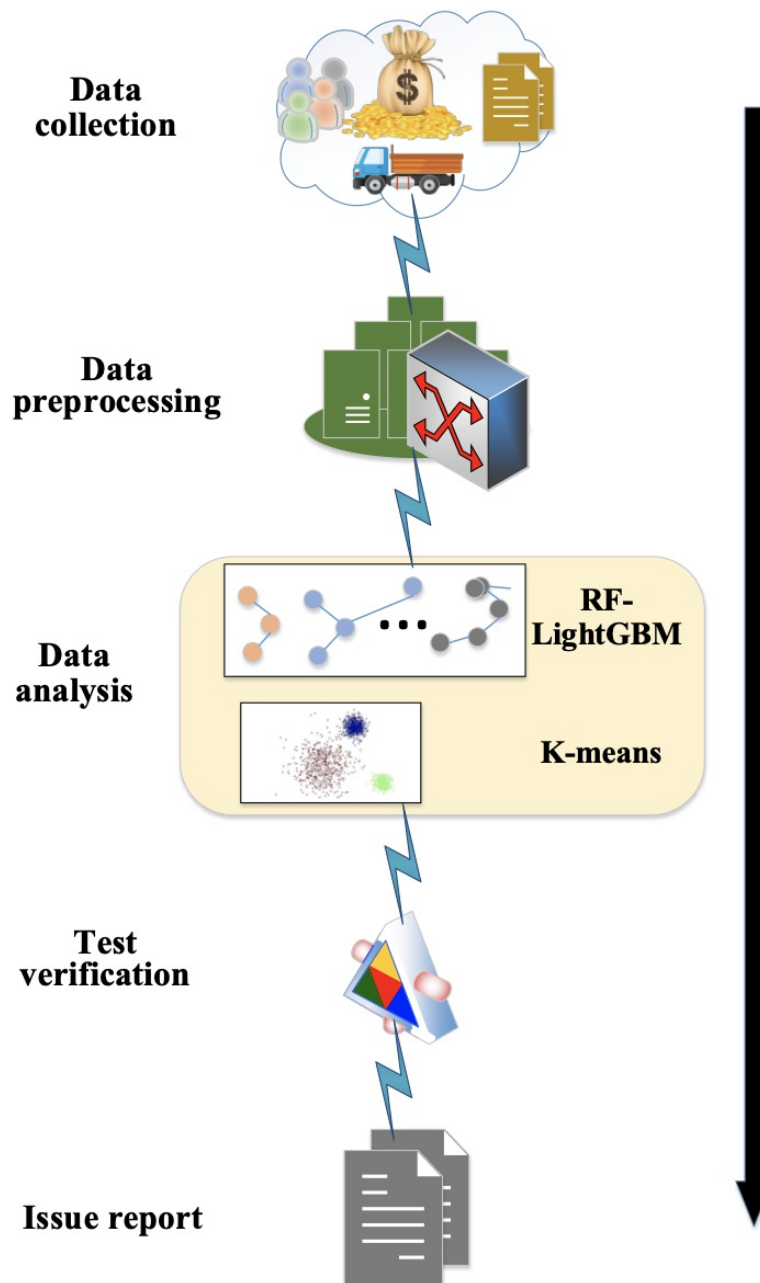 Data
collection
$
Data
preprocessing
RF-
LightGBM
Data
analysis
K-means
Test
verification
Issue report